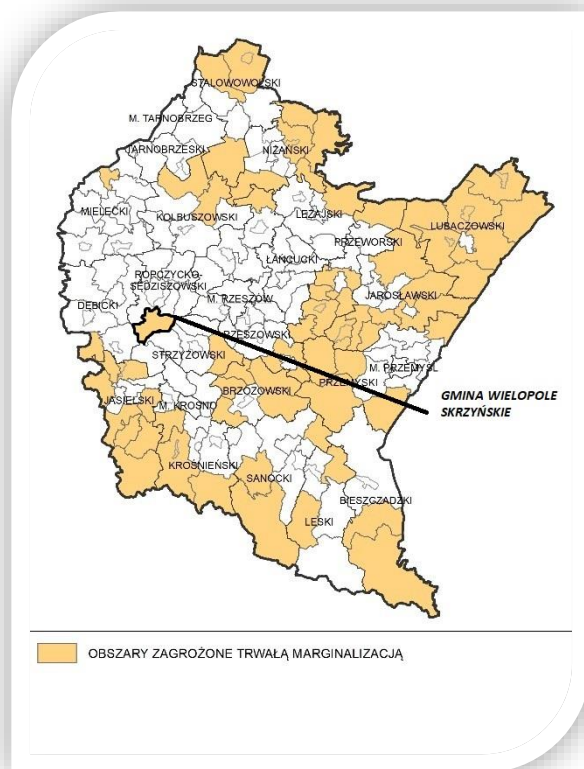 STALOWOWOLSKI
M. TARNOBRZEG
TARNOBRZESKI
NIŻAŃSKI
MIELECKI
KOLBUSZOWSKI
LEŻAJSKI
LUBACZOWSKI
PRZEWORSKI
ŁAŃCUCKI
ROPCZYCKO-
SĘDZISZOWSKI
DĘBICKI
M. RZESZÓW
JAROSŁAWSKI
RZESZOWSKI
STRZYŻOWSKI
M. PRZEMYŚL
PRZEMYSKI
BRZOZOWSKI
JASIELSKI
M. KROSNO
GMINA WIELOPOLE
SKRZYŃSKIE
KROŚNIEŃSKI
SANOCKI
BIESZCZADZKI
LESKI
OBSZARY ZAGROŻONE TRWAŁĄ MARGINALIZACJĄ